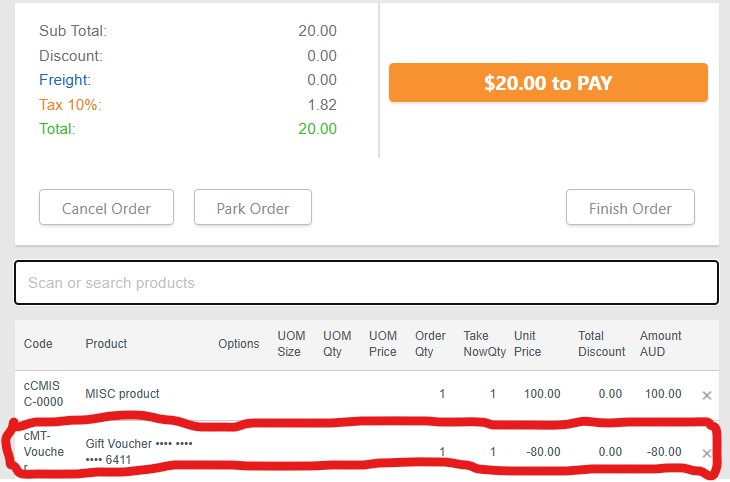 Sub Total: 20.00
Discount: 0.00
$20.00 to PAY
Freight: 0.00
Tax 10%: 1.82
Total: 20.00
Cancel Order Park Order Finish Order
Scan or search products
Code Product Options UOM Size UOM Qty UOM Price Order Qty Take NowQty Unit Price Total Discount Amount AUD
cCMIS
C-0000 MISC product 1 1 100.00 0.00 100.00 ×
cMT-
Vouche
r
Gift Voucher •••• ••••
•••• 6411 1 1 -80.00 0.00 -80.00 ×